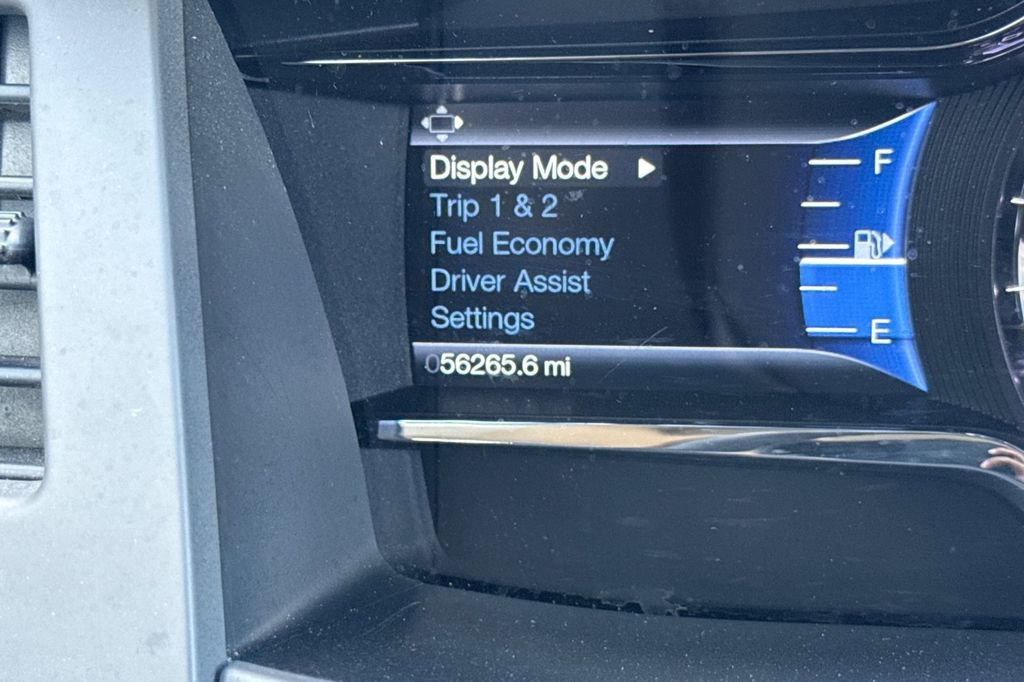 Display Mode
Trip 1 & 2
Fuel Economy
Driver Assist
Settings
056265.6 mi
F
E